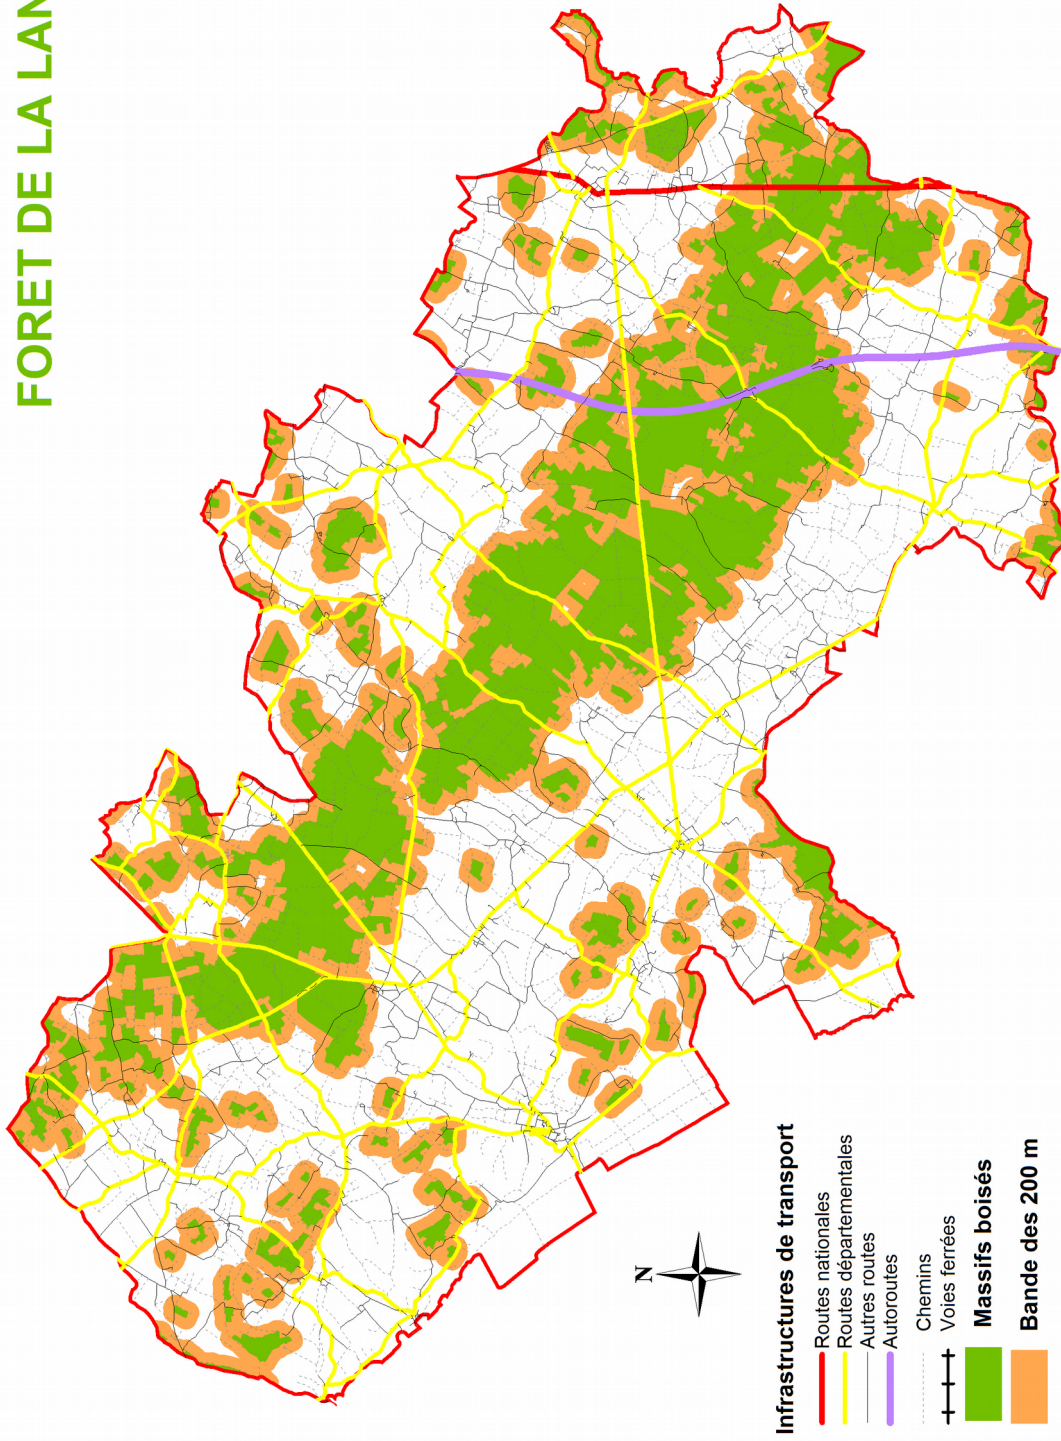 FORET DE LA LAN
N
Infrastructures de transport
Routes nationales
Routes départementales
Autres routes
Autoroutes
Chemins
Voies ferrées
Massifs boisés
Bande des 200 m